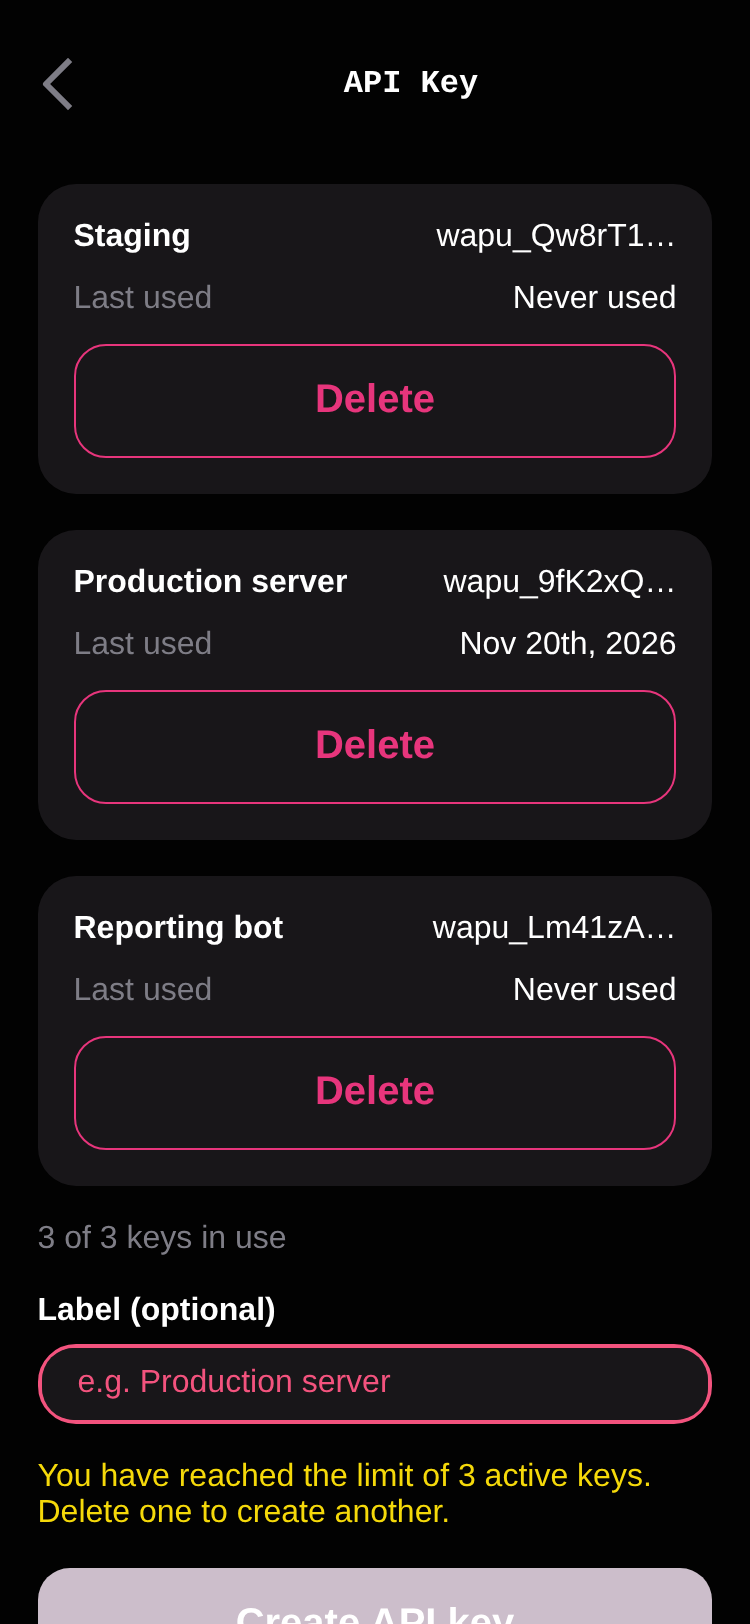 API Key
Staging wapu_Qw8rT1…
Last used Never used
Delete
Production server wapu_9fK2xQ…
Last used Nov 20th, 2026
Delete
Reporting bot wapu_Lm41zA…
Last used Never used
Delete
3 of 3 keys in use
Label (optional)
e.g. Production server
You have reached the limit of 3 active keys.
Delete one to create another.
Create API key